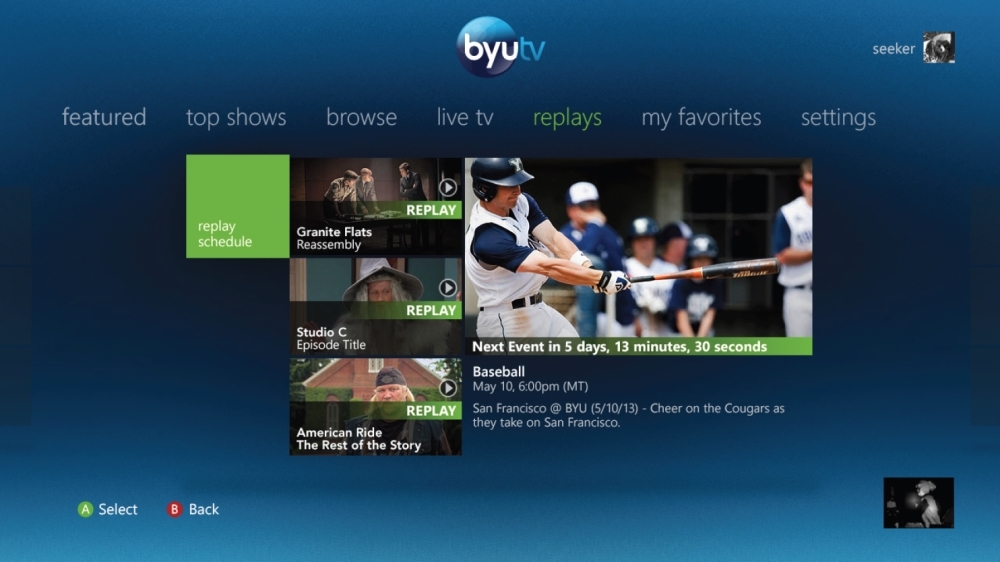 byutv
seeker
featured
top shows
browse
live tv
replays
my favorites
settings
replay
schedule
REPLAY
Granite Flats
Reassembly
REPLAY
Studio C
Episode Title
REPLAY
American Ride
The Rest of the Story
Next Event in 5 days, 13 minutes, 30 seconds
Baseball
May 10, 6:00pm (MT)
San Francisco @ BYU (5/10/13) - Cheer on the Cougars as
they take on San Francisco.
A Select
B Back